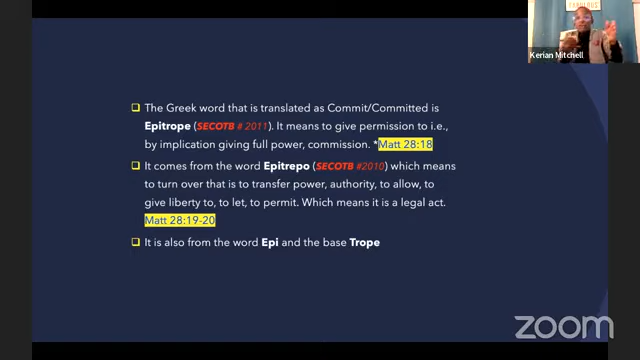 Kerian Mitchell
The Greek word that is translated as Commit/Committed is
Epitrope (SECOTB # 2011). It means to give permission to i.e.,
by implication giving full power, commission. *Matt 28:18
It comes from the word Epitrepo (SECOTB #2010) which means
to turn over that is to transfer power, authority, to allow, to
give liberty to, to let, to permit. Which means it is a legal act.
Matt 28:19-20
It is also from the word Epi and the base Trope
zoom